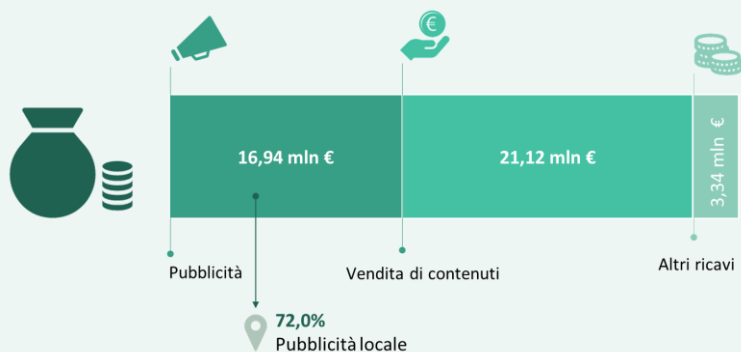 16,94 mln €
21,12 mln €
3,34 mln €
Pubblicità
Vendita di contenuti
Altri ricavi
72,0%
Pubblicità locale